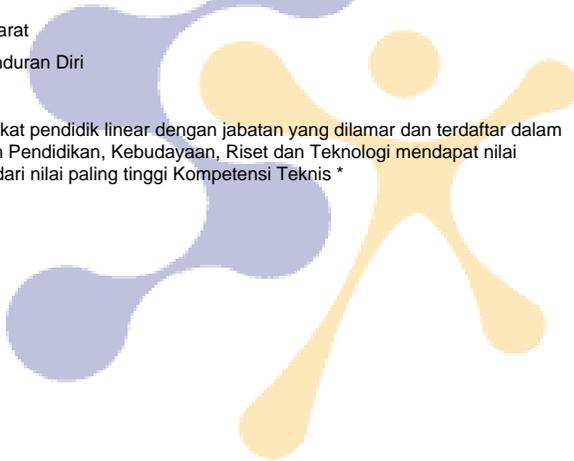 arat
nduran Diri
kat pendidik linear dengan jabatan yang dilamar dan terdaftar dalam
n Pendidikan, Kebudayaan, Riset dan Teknologi mendapat nilai
dari nilai paling tinggi Kompetensi Teknis *